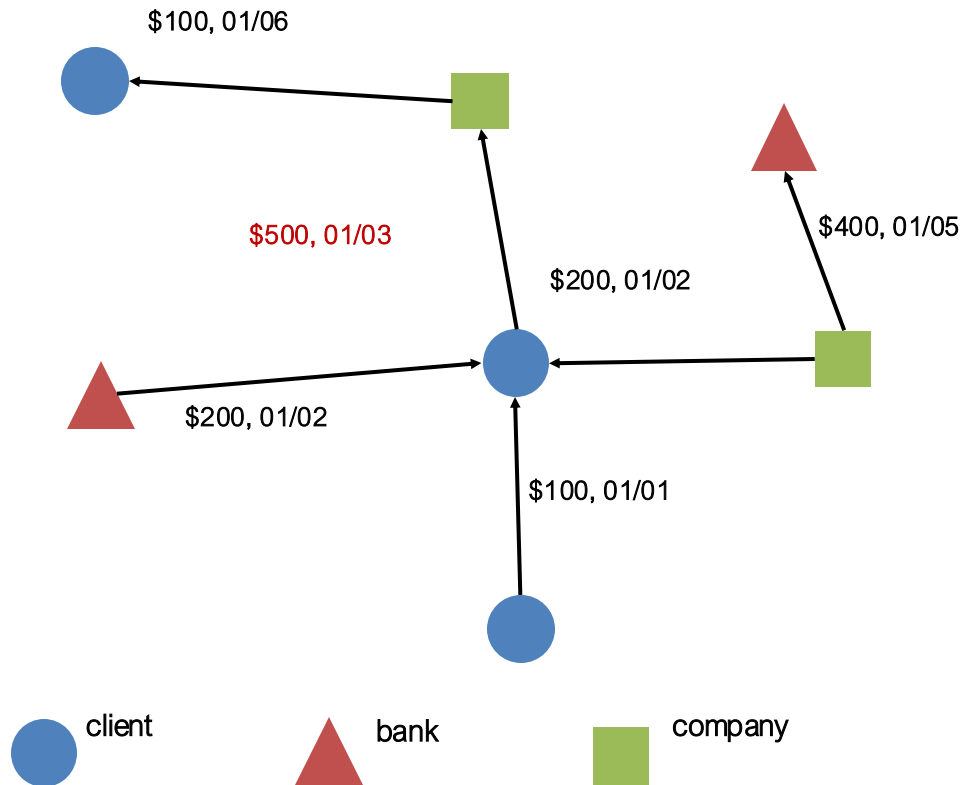 $100, 01/06
$400, 01/05
$500, 01/03
$200, 01/02
$200, 01/02
$100, 01/01
client
bank
company